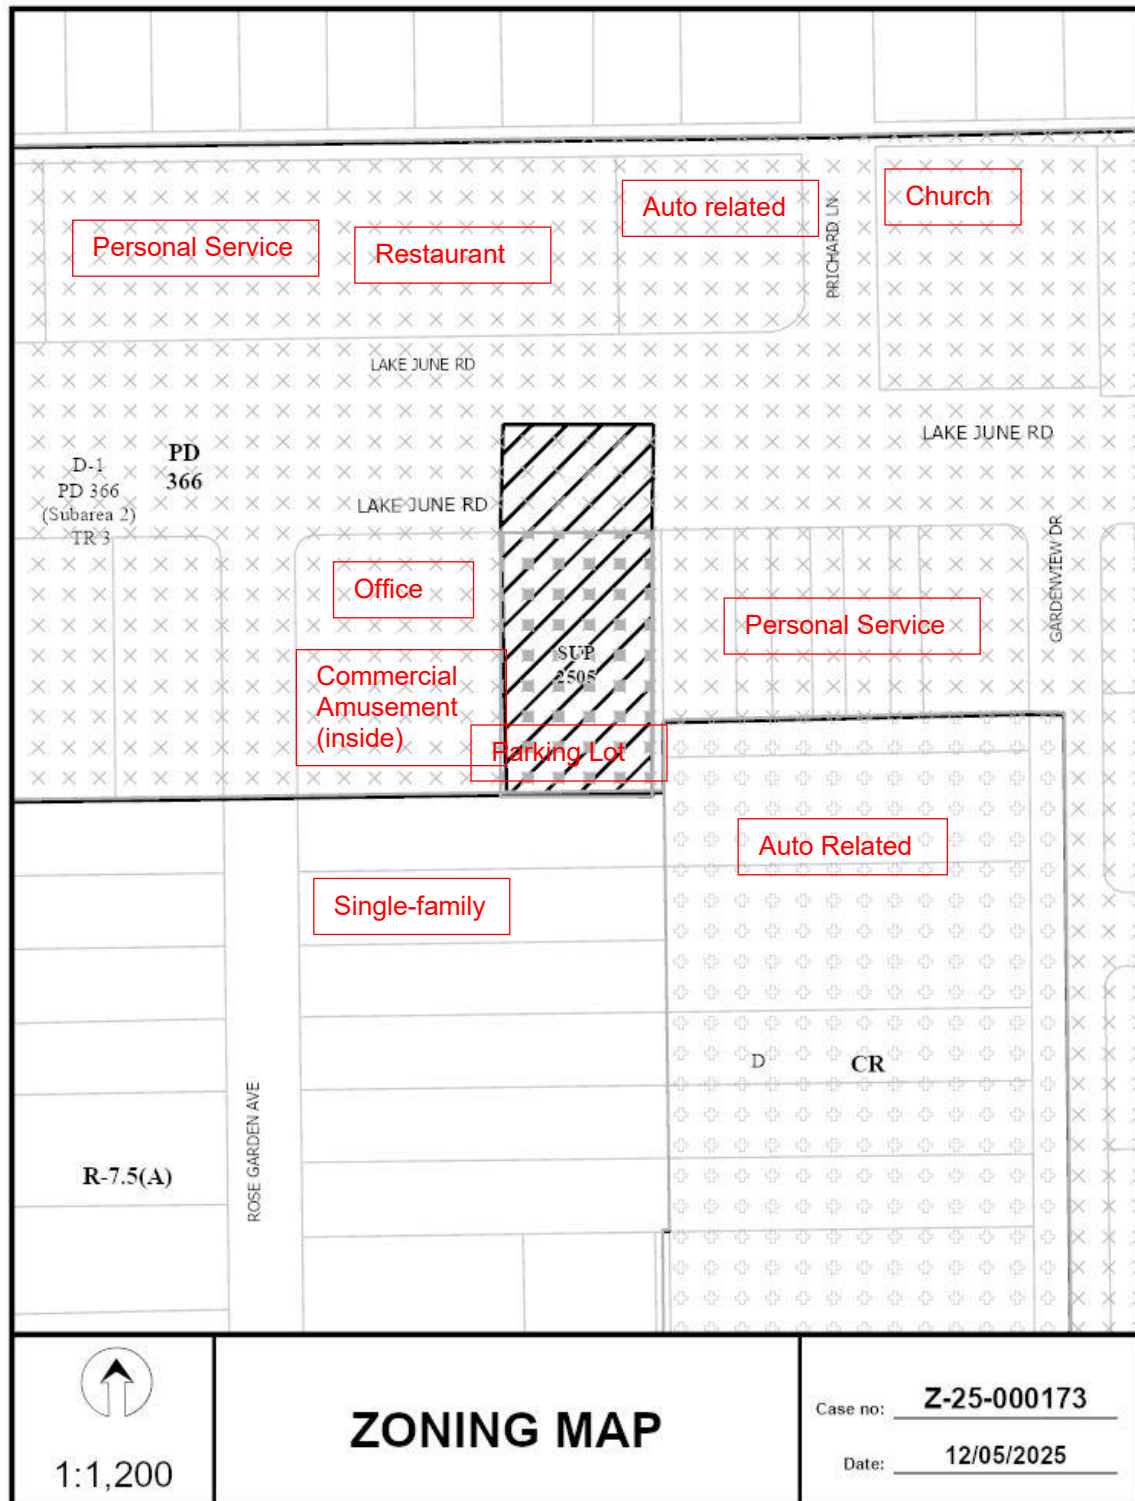 Auto related
Church
Personal Service
Restaurant
PRICHARD LN
LAKE JUNE RD
LAKE JUNE RD
D-1
PD 366
(Subarea 2)
TR 3
PD
366
LAKE JUNE RD
GARDENVIEW DR
Office
Personal Service
SUP
2505
Commercial
Amusement
(inside)
Parking Lot
Auto Related
Single-family
D
CR
ROSE GARDEN AVE
R-7.5(A)
1:1,200
ZONING MAP
Case no: Z-25-000173
Date: 12/05/2025